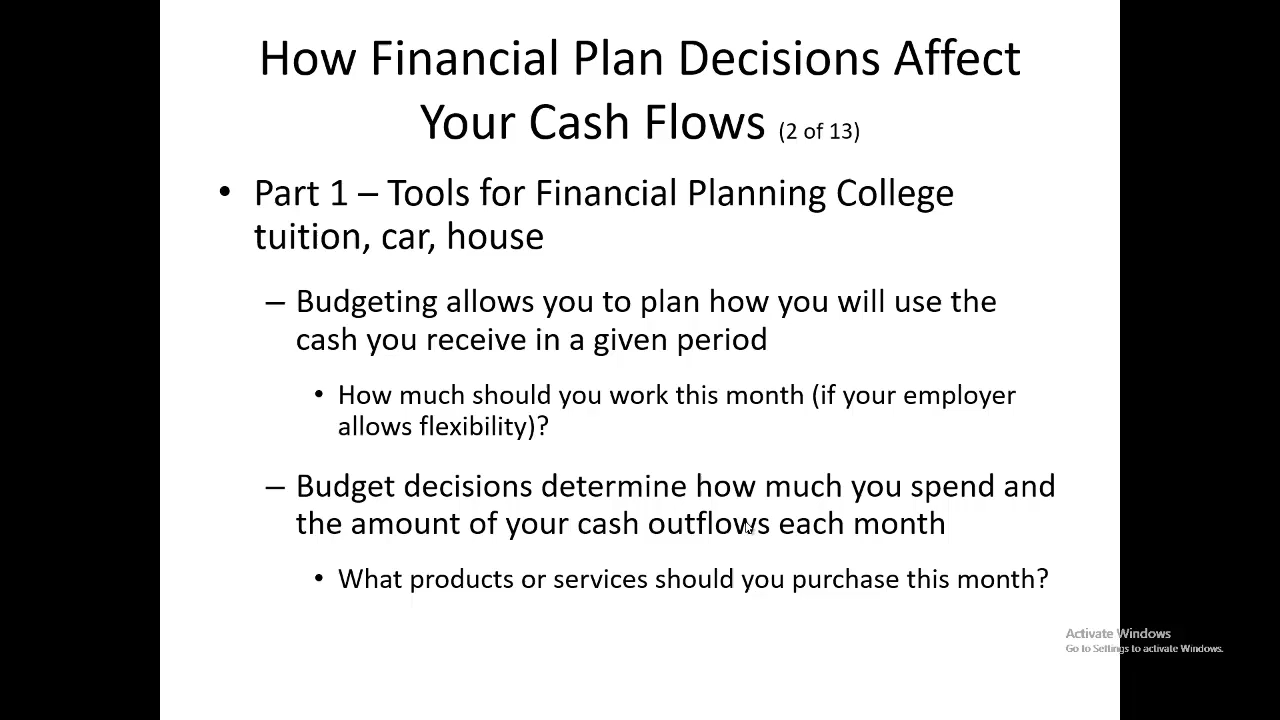 How Financial Plan Decisions Affect
Your Cash Flows (2 of 13)
• Part 1 – Tools for Financial Planning College
tuition, car, house
– Budgeting allows you to plan how you will use the
cash you receive in a given period
• How much should you work this month (if your employer
allows flexibility)?
– Budget decisions determine how much you spend and
the amount of your cash outflows each month
• What products or services should you purchase this month?
Activate Windows
Go to Settings to activate Windows.